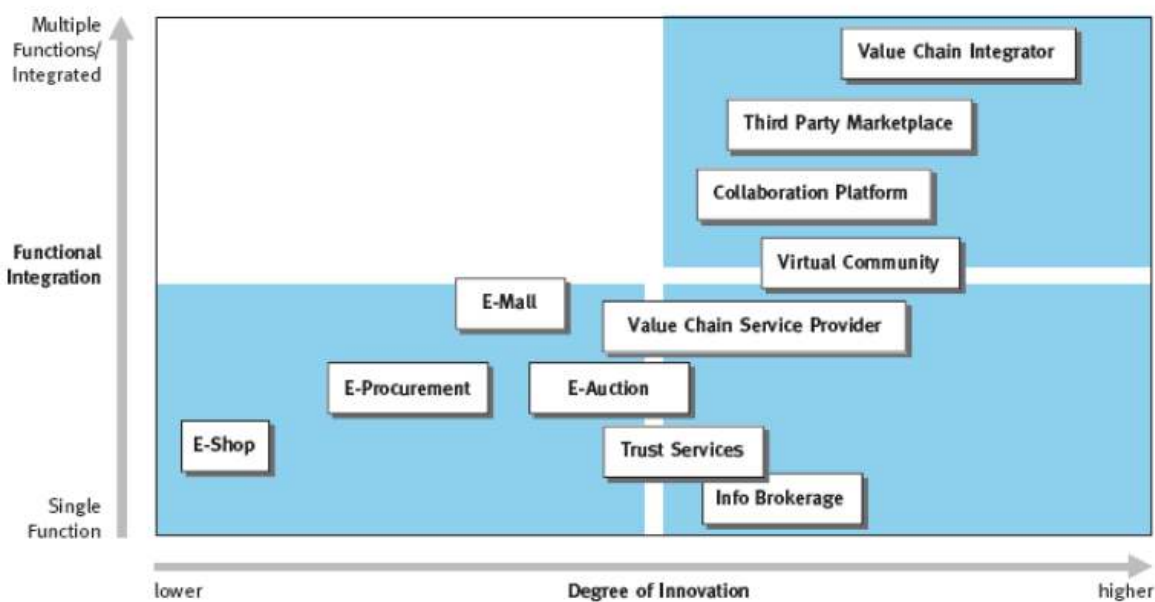 Multiple
Functions/
Integrated
Value Chain Integrator
Third Party Marketplace
Collaboration Platform
Functional
Integration
Virtual Community
E-Mall
Value Chain Service Provider
E-Procurement
E-Auction
E-Shop
Trust Services
Info Brokerage
Single
Function
lower
Degree of Innovation
higher